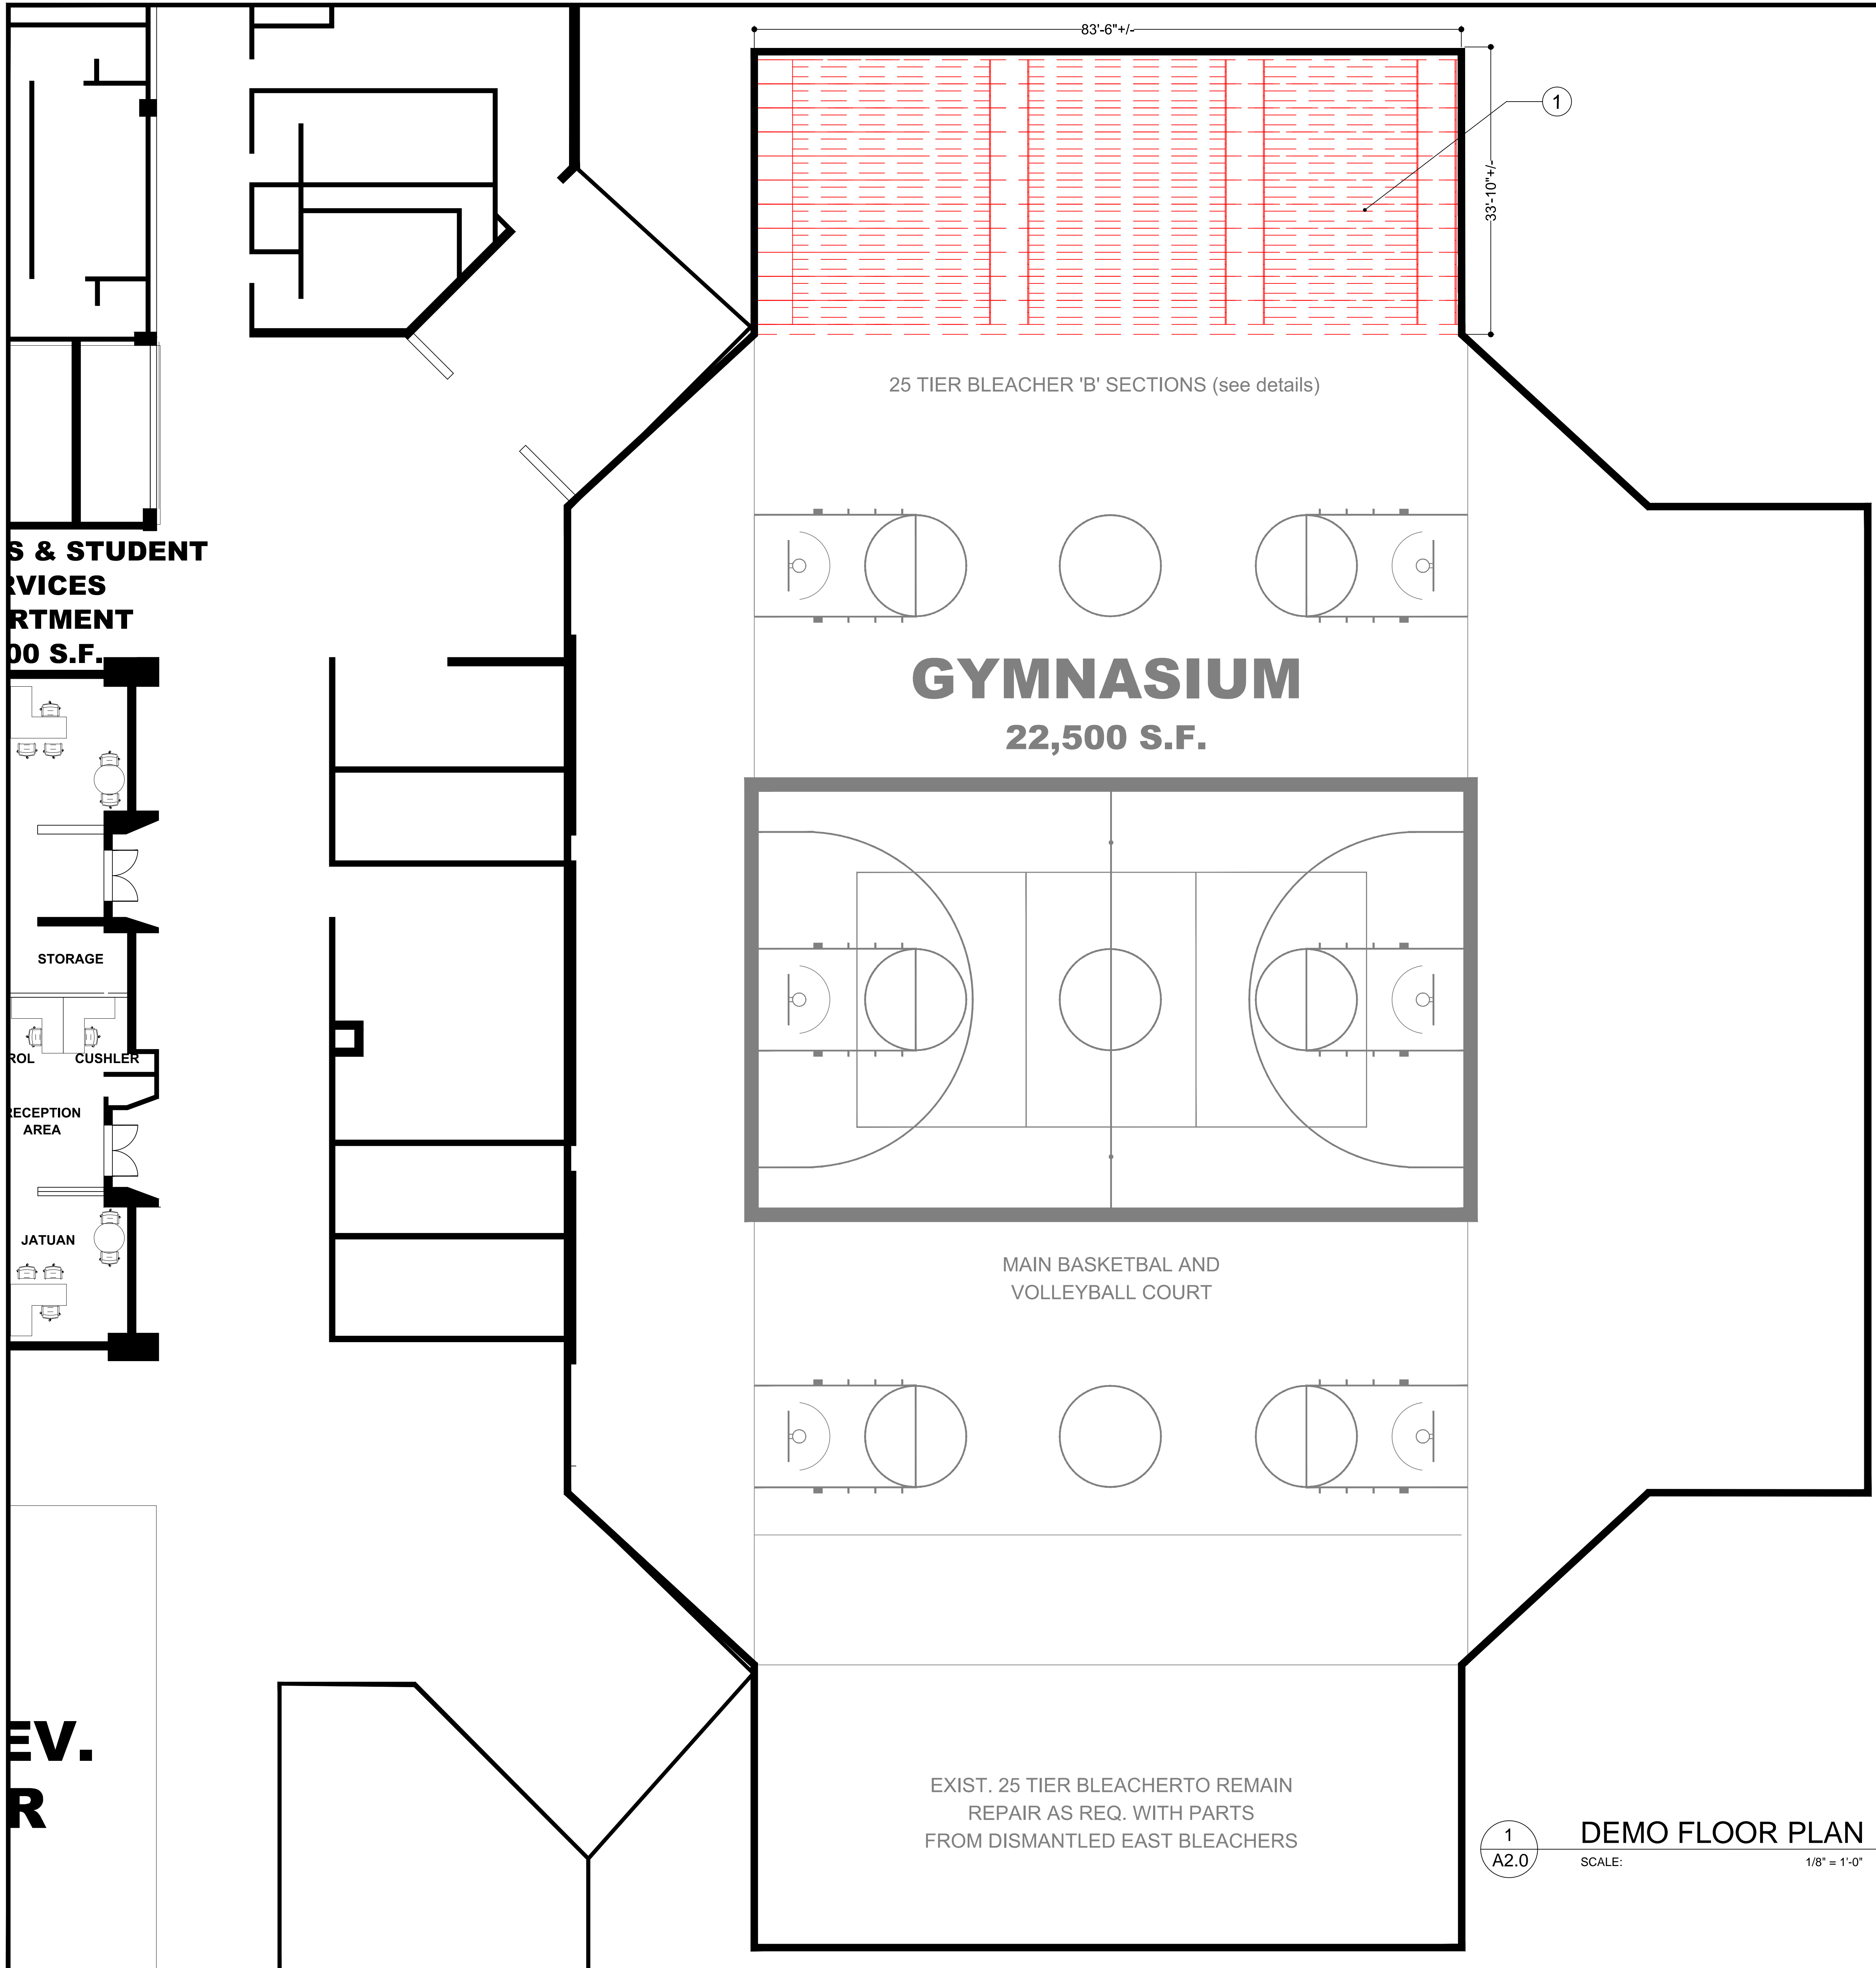 83'-6"+/-
1
33'-10"+/-
25 TIER BLEACHER 'B' SECTIONS (see details)
S & STUDENT
VICES
RTMENT
00 S.F.
GYMNASIUM
22,500 S.F.
STORAGE
ROL
CUSHLER
RECEPTION
AREA
JATUAN
MAIN BASKETBAL AND
VOLLEYBALL COURT
EV.
R
EXIST. 25 TIER BLEACHERTO REMAIN
REPAIR AS REQ. WITH PARTS
FROM DISMANTLED EAST BLEACHERS
1
A2.0
DEMO FLOOR PLAN
SCALE:
1/8" = 1'-0"